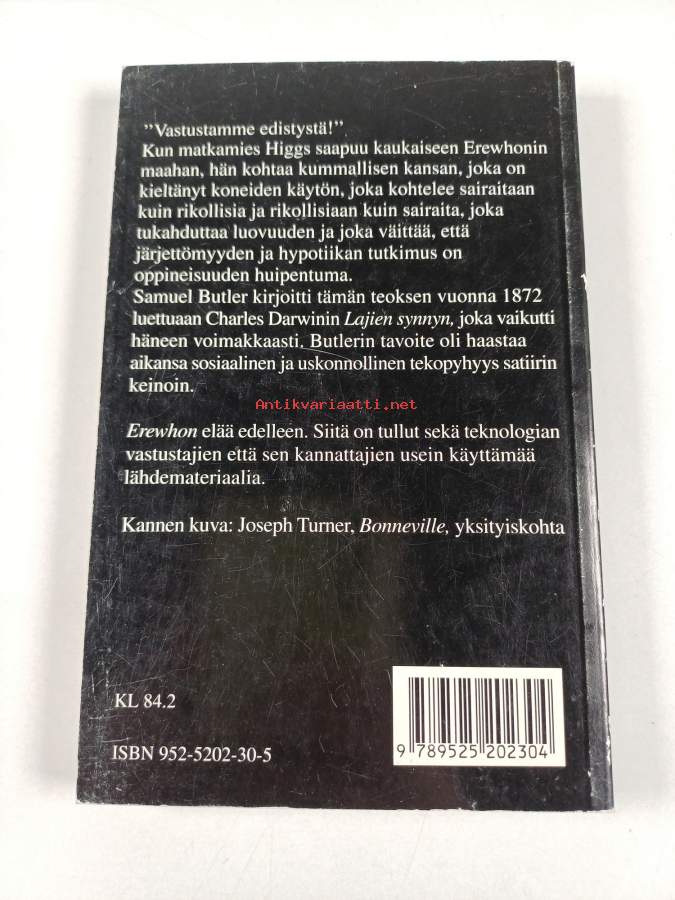 ”Vastustamme edistystä!”
Kun matkamies Higgs saapuu kaukaiseen Erewhonin
maahan, hän kohtaa kummallisen kansan, joka on
kieltänyt koneiden käytön, joka kohtelee sairaitaan
kuin rikollisia ja rikollisiaan kuin sairaita, joka
tukahduttaa luovuuden ja joka väittää, että
järjettömyyden ja hypotiikan tutkimus on
oppineisuuden huipentuma.
Samuel Butler kirjoitti tämän teoksen vuonna 1872
luettuaan Charles Darwinin Lajien synnyn, joka vaikutti
häneen voimakkaasti. Butlerin tavoite oli haastaa
aikansa sosiaalinen ja uskonnollinen tekopyhyys satiirin
keinoin.
Antikvariaatti.net
Erewhon elää edelleen. Siitä on tullut sekä teknologian
vastustajien että sen kannattajien usein käyttämää
lähdemateriaalia.
Kannen kuva: Joseph Turner, Bonneville, yksityiskohta
KL 84.2
ISBN 952-5202-30-5
9 789525 202304